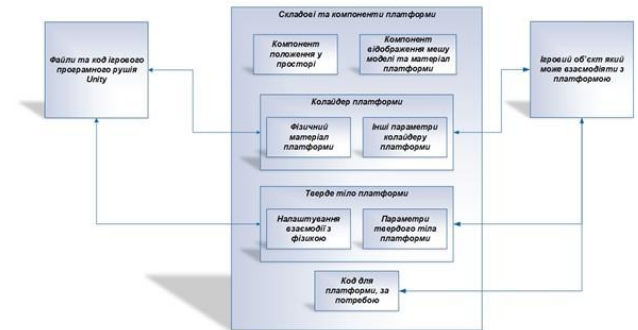 Складові та компоненти платформи
Файли та код ігрового
програмного рушія
Unity
Компонент
положення у
просторі
Компонент
відображення мешу
моделі та матеріал
платформи
Ігровий об'єкт який
може взаємодіяти з
платформою
Колайдер платформи
Фізичний
матеріал
платформи
Інші параметри
колайдеру платформи
Тверде тіло платформи
Налаштування
взаємодії з
фізикою
Параметри
твердого тіла
платформи
Код для
платформи, за
потребою